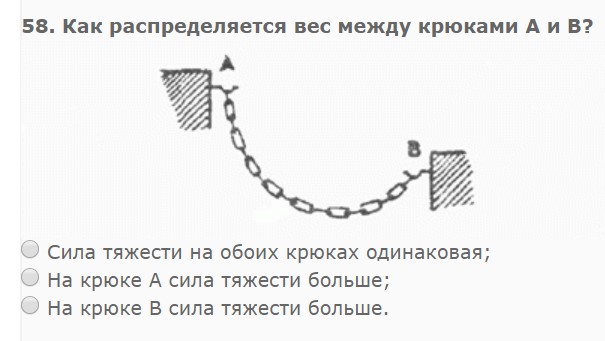 58. Как распределяется вес между крюками А и В?
А
В
Сила тяжести на обоих крюках одинаковая;
На крюке А сила тяжести больше;
На крюке В сила тяжести больше.